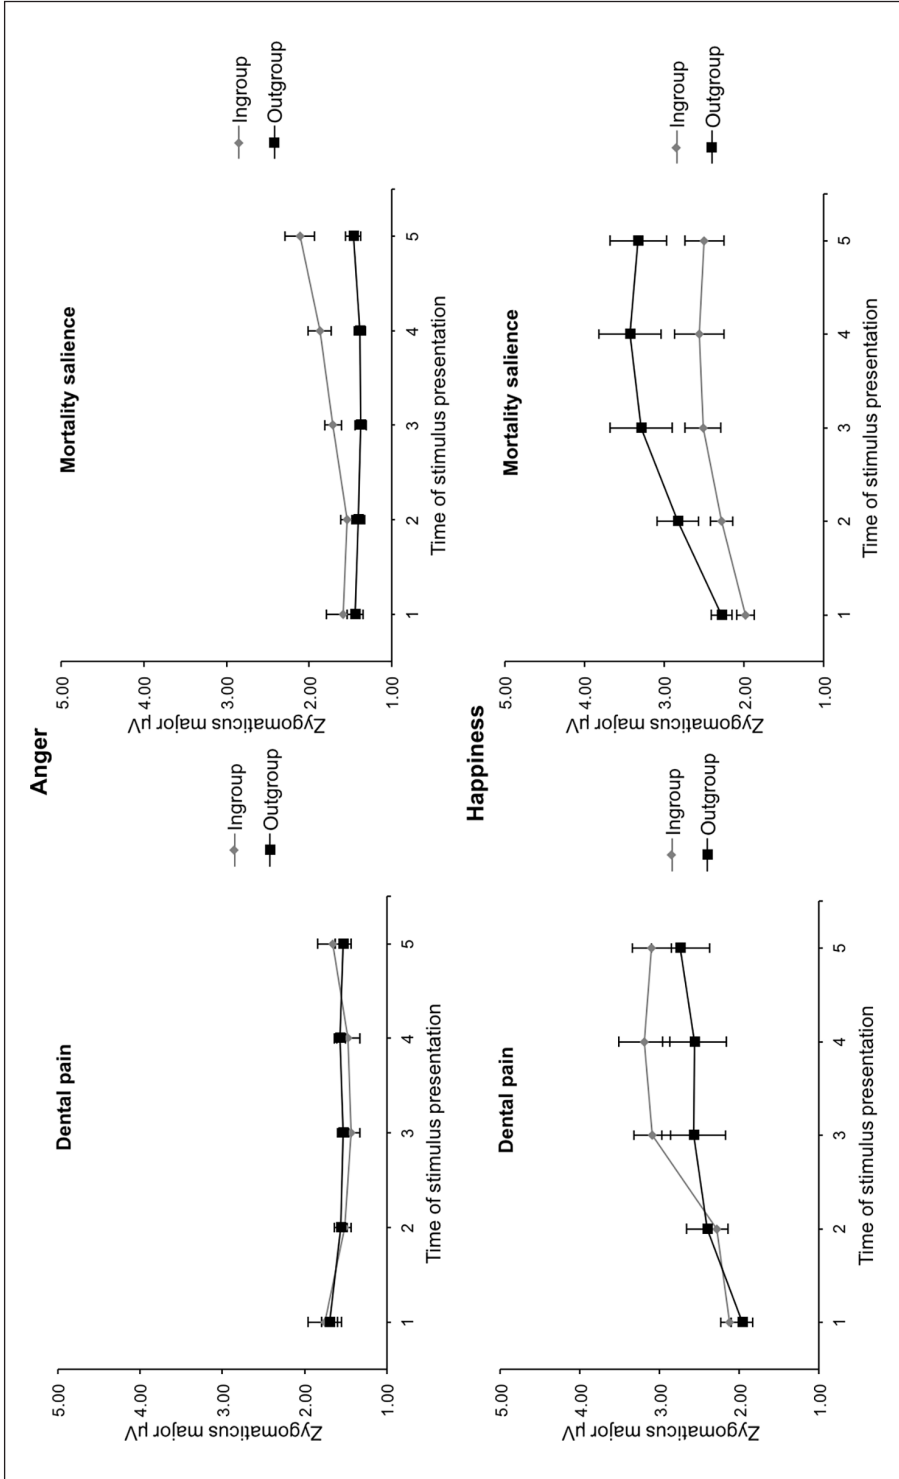 Anger
Dental pain
Zygomaticus major µV
5.00
4.00
3.00
2.00
1.00
1
2
3
4
5
Time of stimulus presentation
Ingroup
Outgroup
Mortality salience
Zygomaticus major µV
5.00
4.00
3.00
2.00
1.00
1
2
3
4
5
Time of stimulus presentation
Ingroup
Outgroup
Happiness
Dental pain
Zygomaticus major µV
5.00
4.00
3.00
2.00
1.00
1
2
3
4
5
Time of stimulus presentation
Ingroup
Outgroup
Mortality salience
Zygomaticus major µV
5.00
4.00
3.00
2.00
1.00
1
2
3
4
5
Time of stimulus presentation
Ingroup
Outgroup